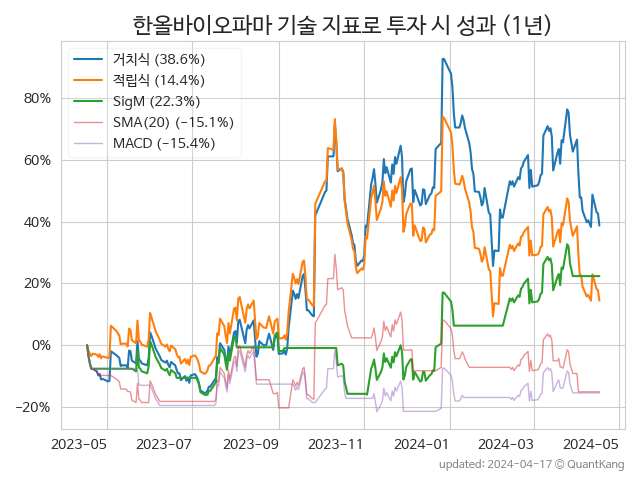 한올바이오파마 기술 지표로 투자 시 성과 (1년)
거치식 (38.6%)
적립식 (14.4%)
SigM (22.3%)
SMA(20) (−15.1%)
MACD (−15.4%)
80%
60%
40%
20%
0%
−20%
2023-05 2023-07 2023-09 2023-11 2024-01 2024-03 2024-05
updated: 2024-04-17 © QuantKang